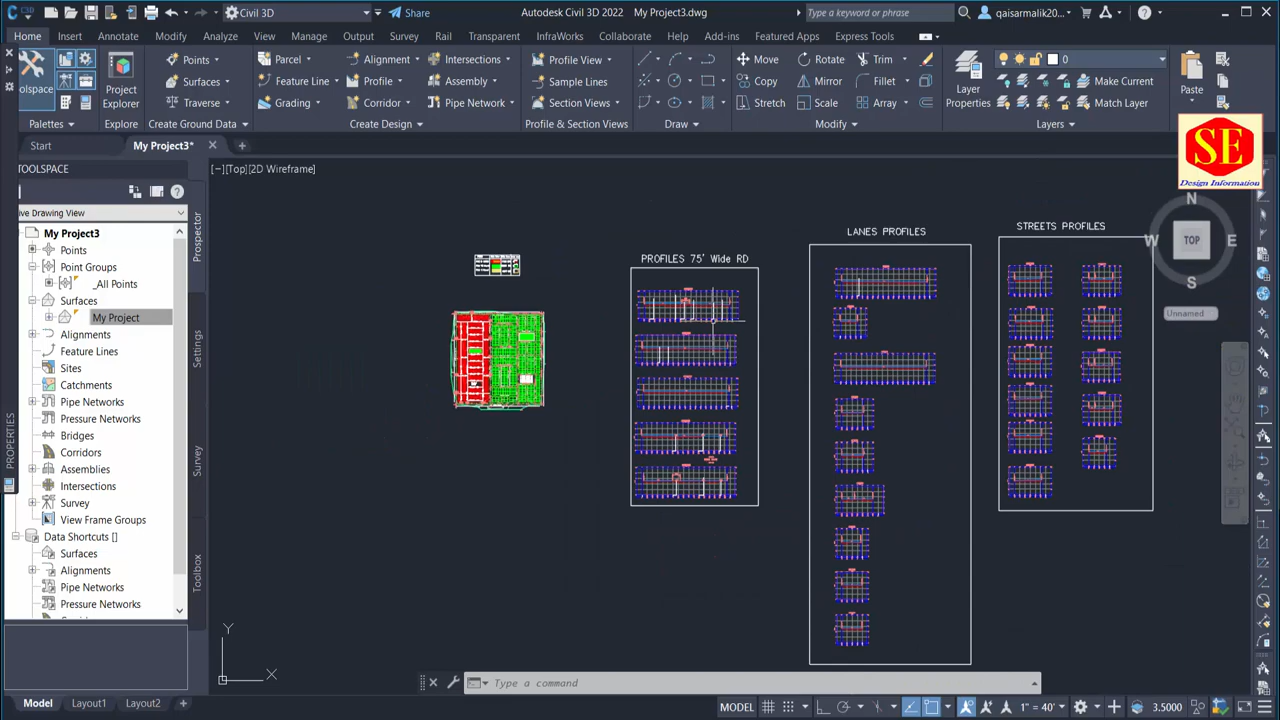 C3D
Civil 3D
Share
Autodesk Civil 3D 2022
My Project3.dwg
Type a keyword or phrase
qaisarmalik20...
Home
Insert
Annotate
Modify
Analyze
View
Manage
Output
Survey
Rail
Transparent
InfraWorks
Collaborate
Help
Add-ins
Featured Apps
Express Tools
Points
Parcel
Alignment
Intersections
Profile View
Move
Rotate
Trim
0
Surfaces
Feature Line
Profile
Assembly
Sample Lines
Copy
Mirror
Fillet
Make Current
Traverse
Grading
Corridor
Pipe Network
Section Views
Stretch
Scale
Array
Match Layer
oolspace
Project
Explorer
Layer
Properties
Paste
Palettes
Explore
Create Ground Data
Create Design
Profile & Section Views
Draw
Modify
Layers
Start
My Project3*
SE
Design Information
TOOLSPACE
[−][Top][2D Wireframe]
ive Drawing View
My Project3
Points
Point Groups
_All Points
Surfaces
My Project
Alignments
Feature Lines
Sites
Catchments
Pipe Networks
Pressure Networks
Bridges
Corridors
Assemblies
Intersections
Survey
View Frame Groups
Data Shortcuts []
Surfaces
Alignments
Pipe Networks
Pressure Networks
Prospector
Settings
Survey
Toolbox
PROPERTIES
PROFILES 75' Wide RD
LANES PROFILES
STREETS PROFILES
N
W
TOP
E
S
Unnamed
Y
X
Type a command
Model
Layout1
Layout2
MODEL
1" = 40'
3.5000